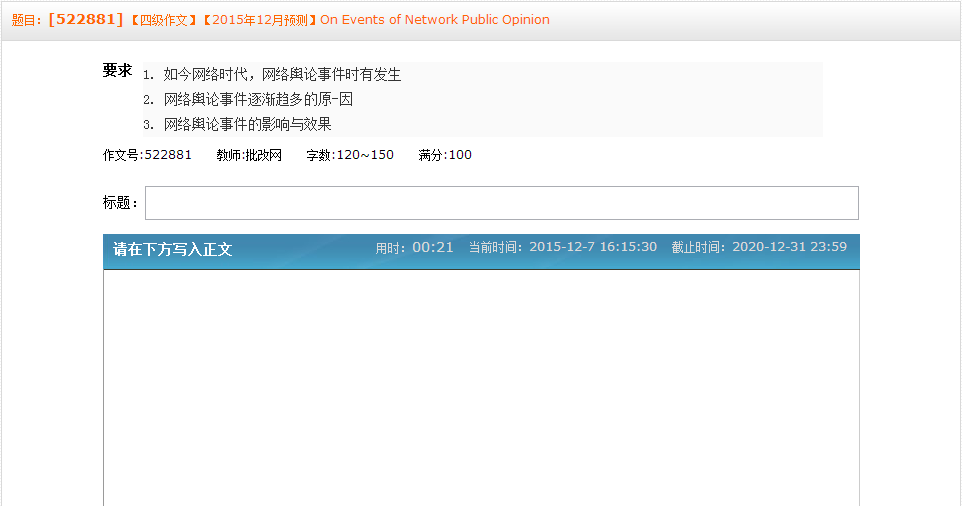 题目: [522881] 【四级作文】【2015年12月预测】On Events of Network Public Opinion
要求
1. 如今网络时代，网络舆论事件时有发生
2. 网络舆论事件逐渐趋多的原-因
3. 网络舆论事件的影响与效果
作文号:522881 教师:批改网 字数:120~150 满分:100
标题：
请在下方写入正文 用时：00:21 当前时间：2015-12-7 16:15:30 截止时间：2020-12-31 23:59